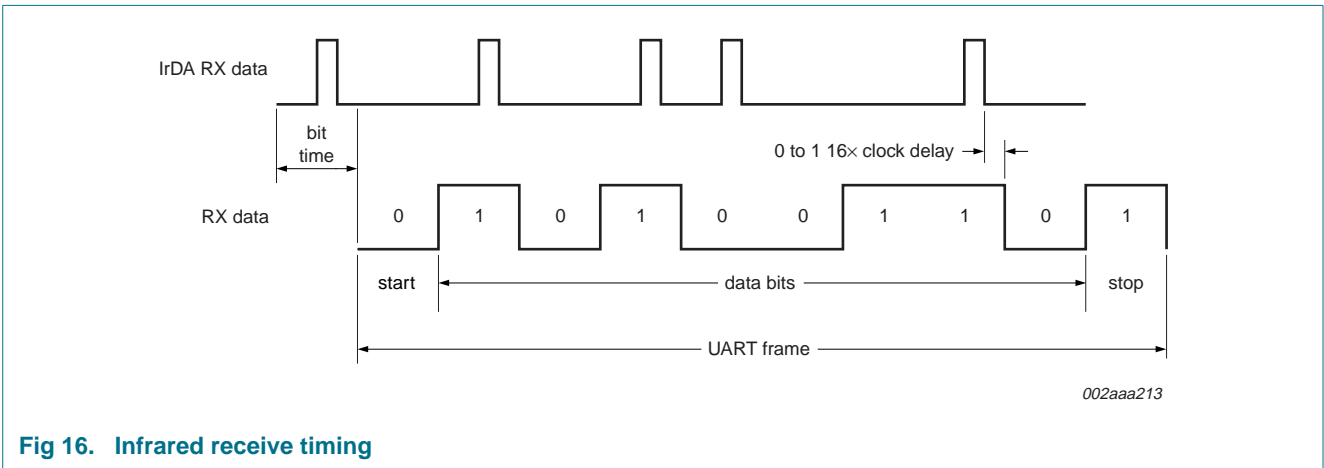 IrDA RX data
bit
time
0 to 1 16× clock delay
RX data
0 1 0 1 0 0 1 1 0 1
start
data bits
stop
UART frame
002aaa213
Fig 16. Infrared receive timing